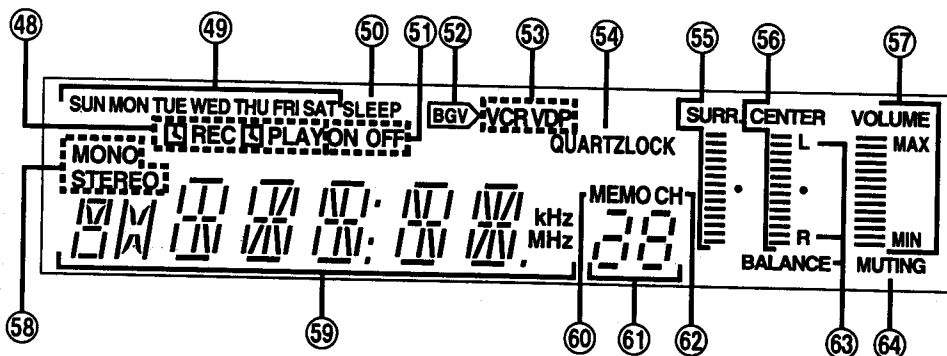 48 49 50 51 52 53 54 55 56 57
SUN MON TUE WED THU FRI SAT SLEEP BGV VCR VDP SURR. CENTER VOLUME
REC PLAY ON OFF QUARTZLOCK L MAX
MONO
STEREO MEMO CH
kHz
MHz R MIN
BALANCE MUTING
58 59 60 61 62 63 64